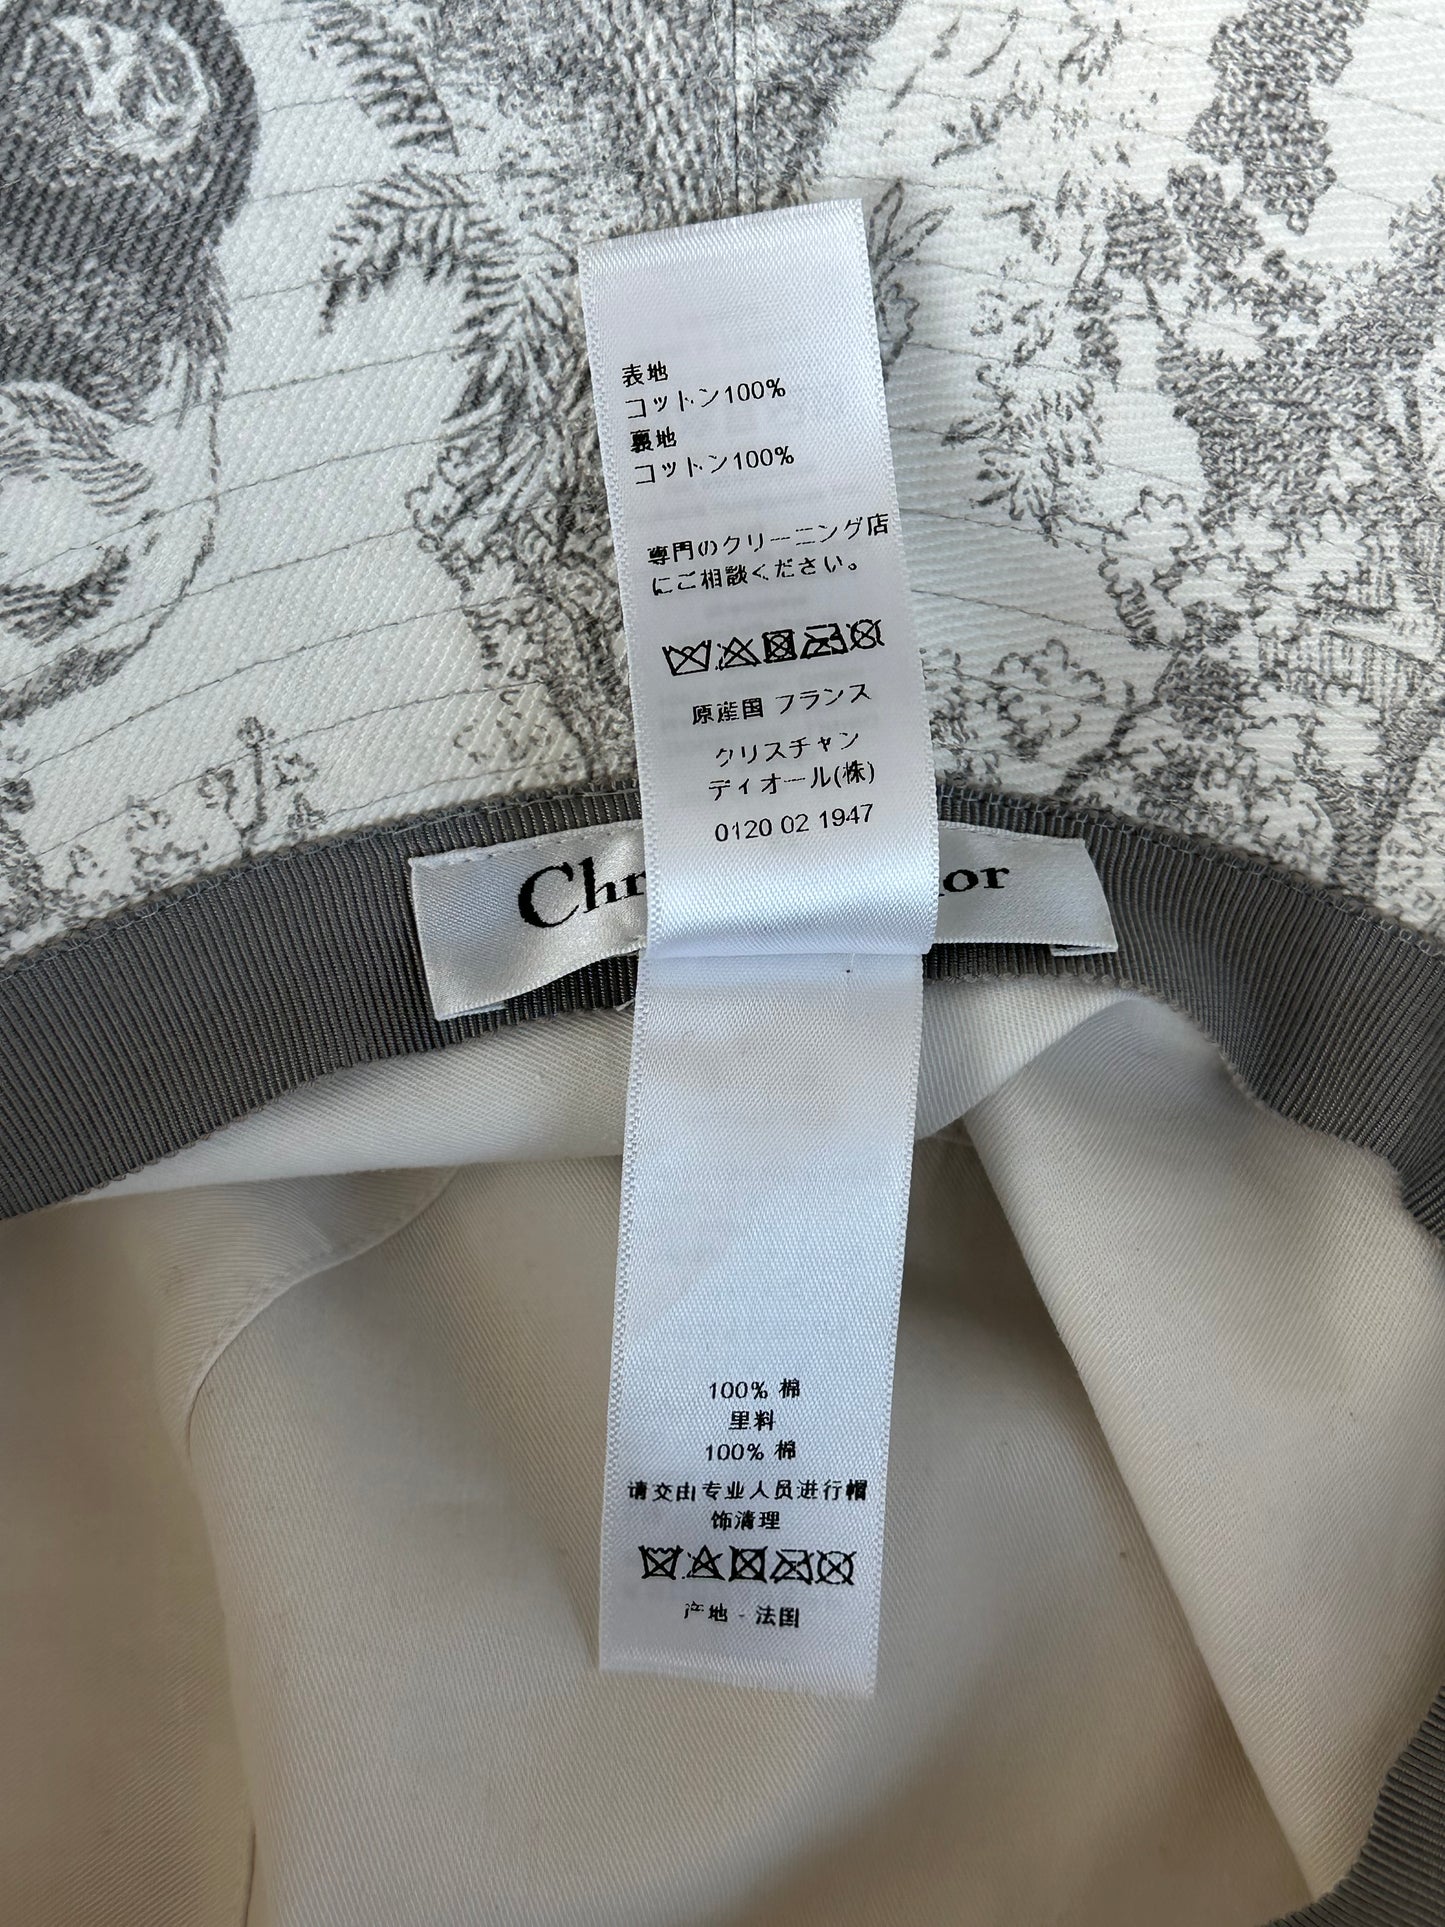 表地
コットン100%
裏地
コットン100%
専門のクリーニング店
にご相談ください。
原産国 フランス
クリスチャン
ディオール(株)
0120 02 1947
Chr
or
100% 棉
里料
100% 棉
请交由专业人员进行帽
饰清理
产地 - 法国